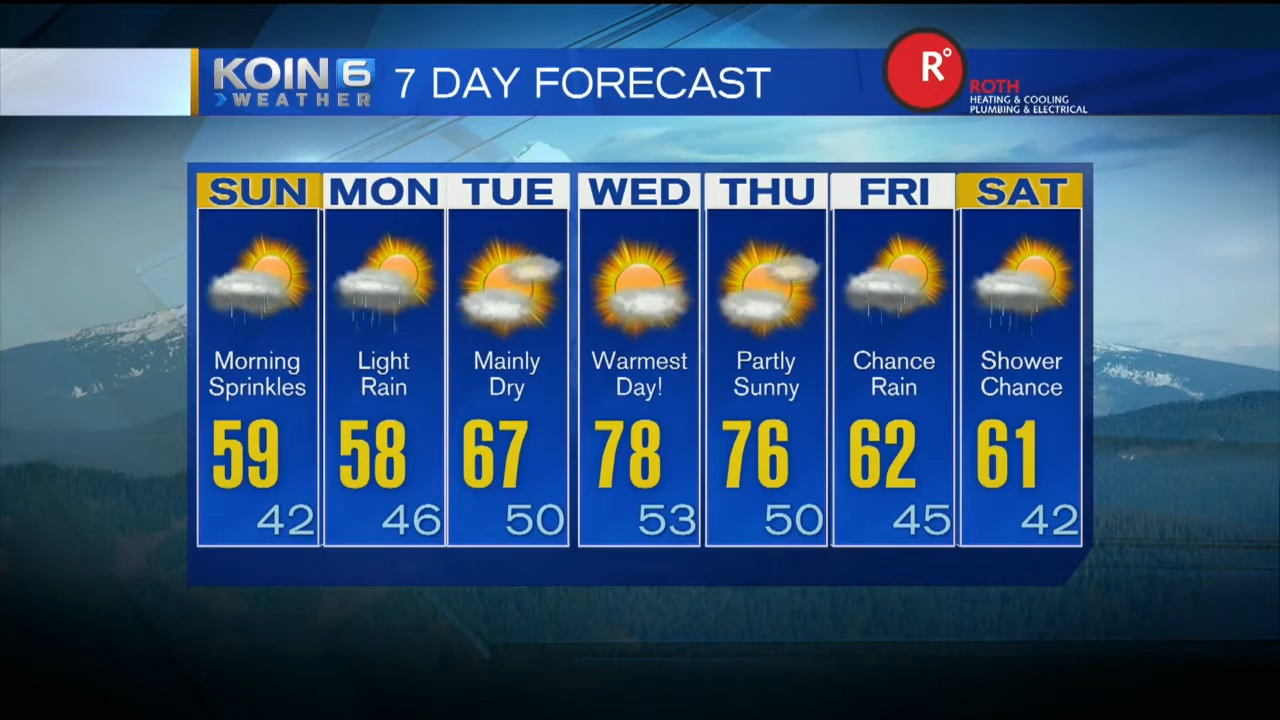 KOIN 6
WEATHER
7 DAY FORECAST
R°
ROTH
HEATING & COOLING
PLUMBING & ELECTRICAL
SUN
Morning
Sprinkles
59
42
MON
Light
Rain
58
46
TUE
Mainly
Dry
67
50
WED
Warmest
Day!
78
53
THU
Partly
Sunny
76
50
FRI
Chance
Rain
62
45
SAT
Shower
Chance
61
42